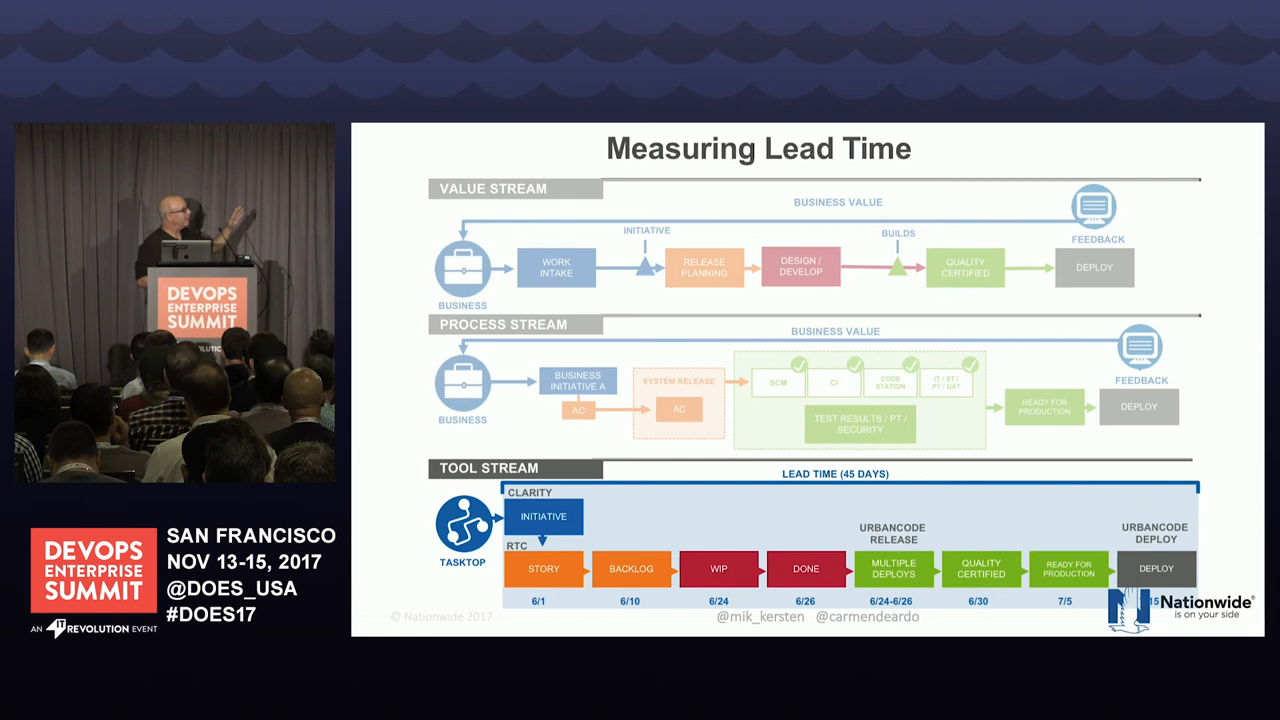 Measuring Lead Time
VALUE STREAM
BUSINESS VALUE
INITIATIVE
BUILDS
FEEDBACK
WORK
INTAKE
RELEASE
PLANNING
DESIGN /
DEVELOP
QUALITY
CERTIFIED
DEPLOY
BUSINESS
PROCESS STREAM
BUSINESS VALUE
FEEDBACK
BUSINESS
INITIATIVE A
AC
SYSTEM RELEASE
AC
SCM
CI
CODE
STATION
IT / ST /
PT / UAT
TEST RESULTS / PT /
SECURITY
READY FOR
PRODUCTION
DEPLOY
BUSINESS
TOOL STREAM
LEAD TIME (45 DAYS)
CLARITY
INITIATIVE
TASKTOP
RTC
URBANCODE
RELEASE
URBANCODE
DEPLOY
STORY
BACKLOG
WIP
DONE
MULTIPLE
DEPLOYS
QUALITY
CERTIFIED
READY FOR
PRODUCTION
DEPLOY
6/1
6/10
6/24
6/26
6/24-6/26
6/30
7/5
© Nationwide 2017
@mik_kersten @carmendeardo
Nationwide®
is on your side
DEVOPS
ENTERPRISE
SUMMIT
DEVOPS
ENTERPRISE
SUMMIT
AN IT REVOLUTION EVENT
SAN FRANCISCO
NOV 13-15, 2017
@DOES_USA
#DOES17